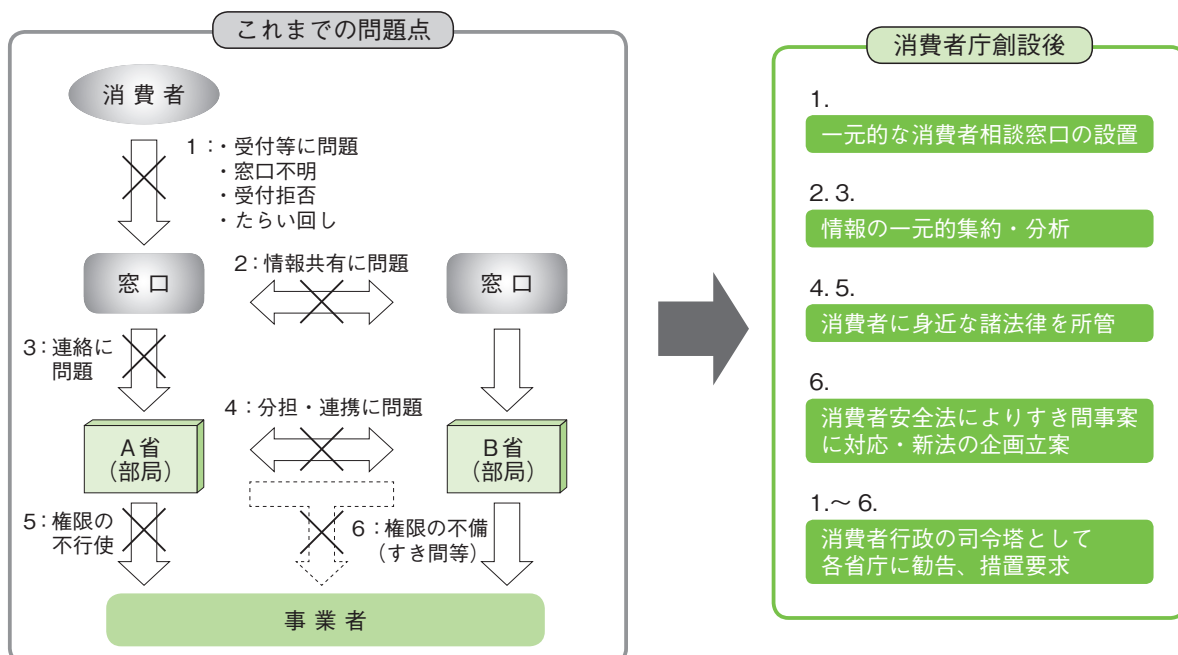 これまでの問題点
消費者
1：・受付等に問題
・窓口不明
・受付拒否
・たらい回し
窓口
2：情報共有に問題
窓口
3：連絡に
問題
4：分担・連携に問題
A省
（部局）
B省
（部局）
5：権限の
不行使
6：権限の不備
（すき間等）
事業者
消費者庁創設後
1.
一元的な消費者相談窓口の設置
2. 3.
情報の一元的集約・分析
4. 5.
消費者に身近な諸法律を所管
6.
消費者安全法によりすき間事案
に対応・新法の企画立案
1.～6.
消費者行政の司令塔として
各省庁に勧告、措置要求